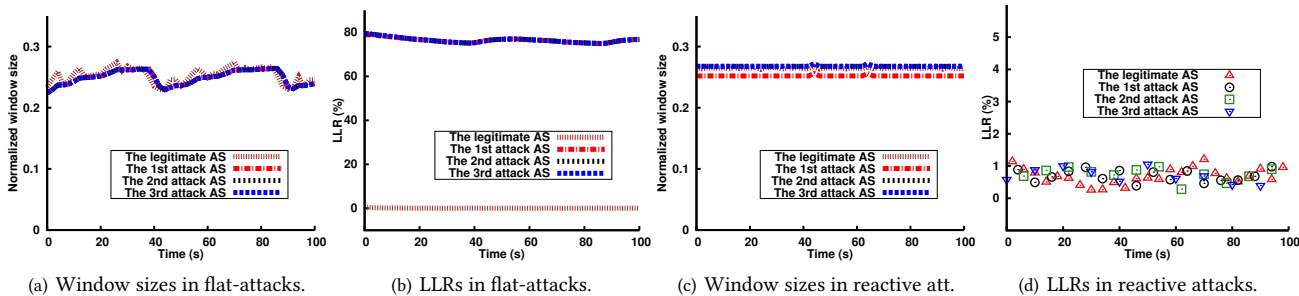 Normalized window size
0.3
0.2
0.1
0
0 20 40 60 80 100
Time (s)
The legitimate AS
The 1st attack AS
The 2nd attack AS
The 3rd attack AS
(a) Window sizes in flat-attacks.
LLR (%)
80
60
40
20
0
0 20 40 60 80 100
Time (s)
The legitimate AS
The 1st attack AS
The 2nd attack AS
The 3rd attack AS
(b) LLRs in flat-attacks.
Normalized window size
0.3
0.2
0.1
0
0 20 40 60 80 100
Time (s)
The legitimate AS
The 1st attack AS
The 2nd attack AS
The 3rd attack AS
(c) Window sizes in reactive att.
LLR (%)
5
4
3
2
1
0
0 20 40 60 80 100
Time (s)
The legitimate AS
The 1st attack AS
The 2nd attack AS
The 3rd attack AS
(d) LLRs in reactive attacks.